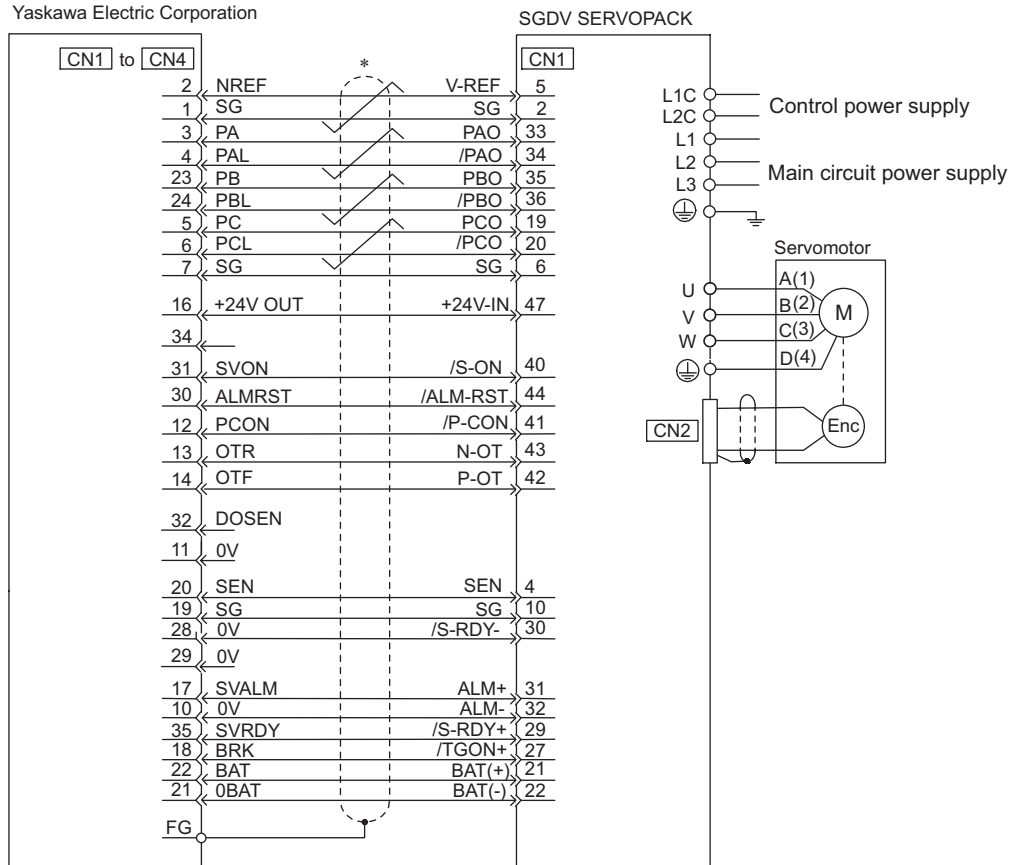 Yaskawa Electric Corporation
SGDV SERVOPACK
CN1 to CN4
*
CN1
2 NREF V-REF 5
1 SG SG 2
3 PA PAO 33
4 PAL /PAO 34
23 PB PBO 35
24 PBL /PBO 36
5 PC PCO 19
6 PCL /PCO 20
7 SG SG 6
16 +24V OUT +24V-IN 47
34
31 SVON /S-ON 40
30 ALMRST /ALM-RST 44
12 PCON /P-CON 41
13 OTR N-OT 43
14 OTF P-OT 42
32 DOSEN
11 0V
20 SEN SEN 4
19 SG SG 10
28 0V /S-RDY- 30
29 0V
17 SVALM ALM+ 31
10 0V ALM- 32
35 SVRDY /S-RDY+ 29
18 BRK /TGON+ 27
22 BAT BAT(+) 21
21 0BAT BAT(-) 22
FG
L1C
L2C
Control power supply
L1
L2
L3
Main circuit power supply
Servomotor
U A(1)
V B(2)
W C(3)
D(4)
M
CN2
Enc